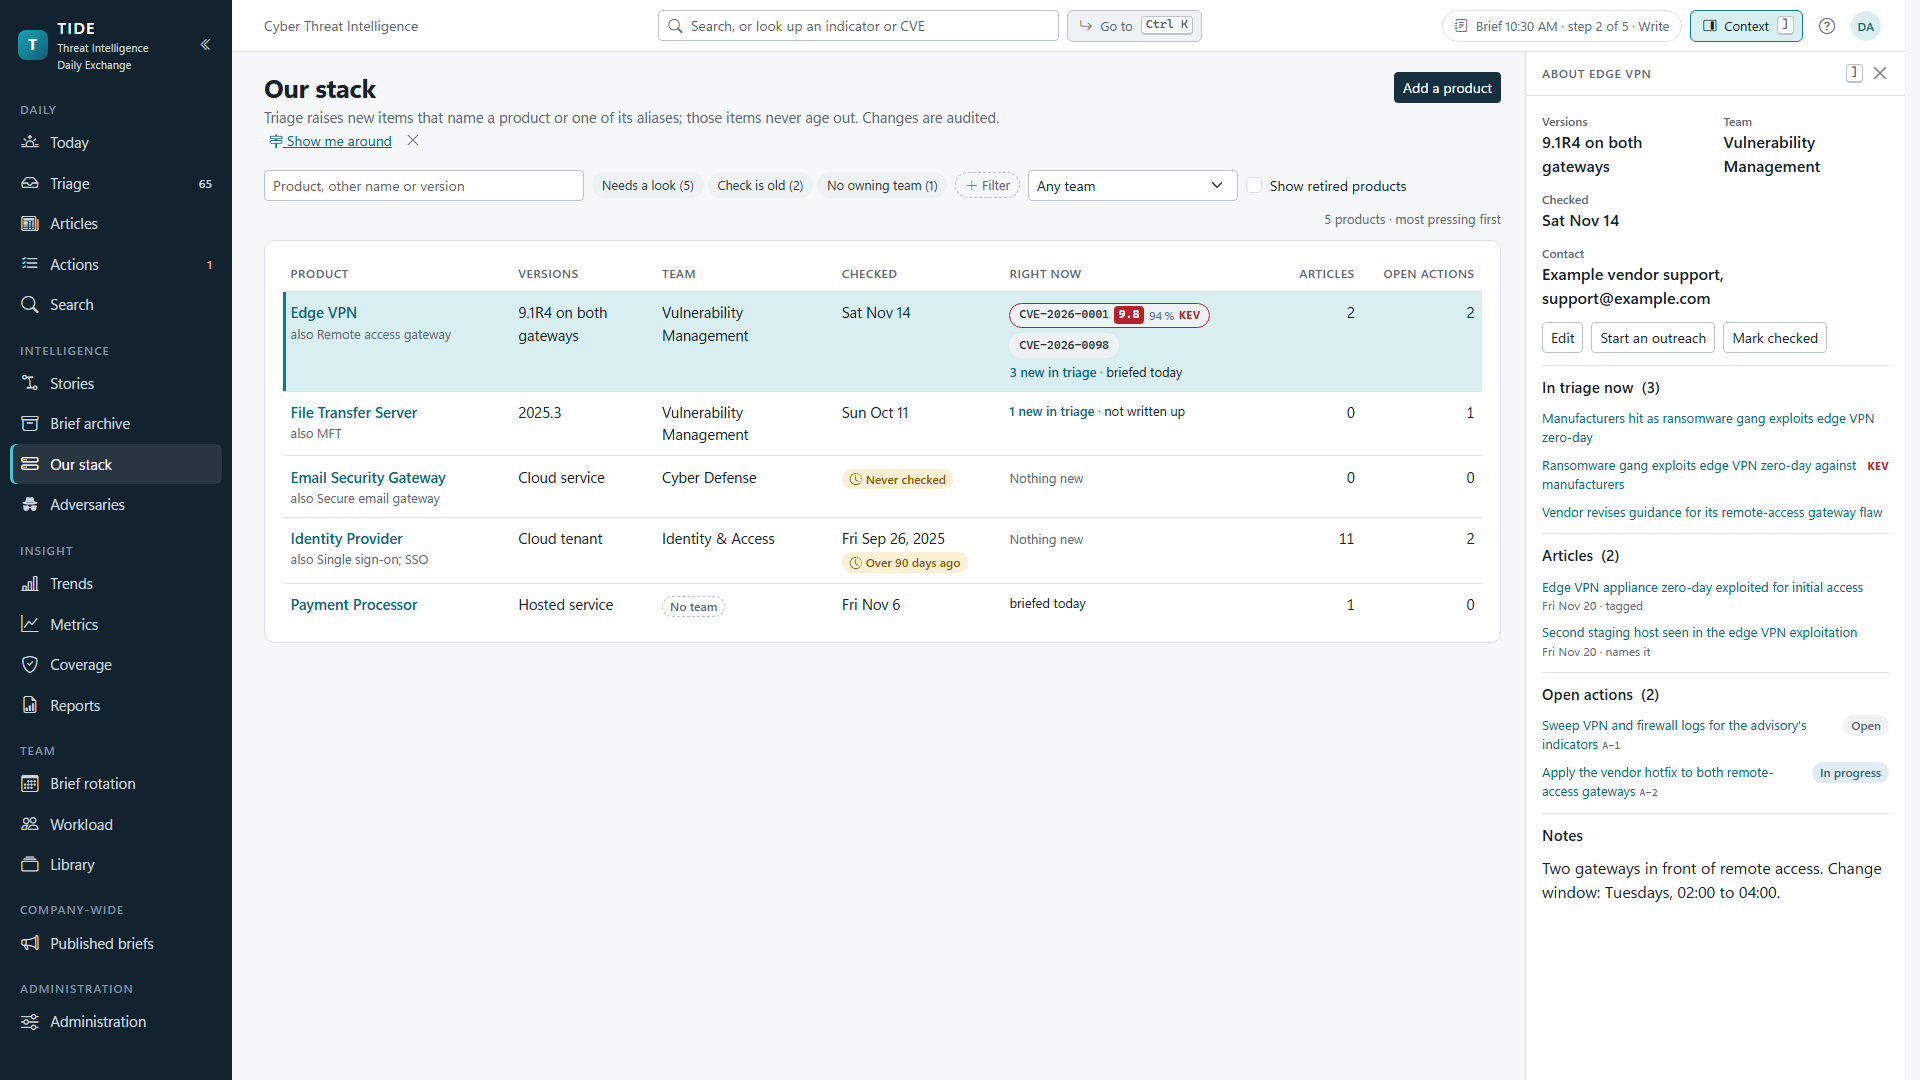 T
TIDE
Threat Intelligence
Daily Exchange
DAILY
Today
Triage 65
Articles
Actions 1
Search
INTELLIGENCE
Stories
Brief archive
Our stack
Adversaries
INSIGHT
Trends
Metrics
Coverage
Reports
TEAM
Brief rotation
Workload
Library
COMPANY-WIDE
Published briefs
ADMINISTRATION
Administration
Cyber Threat Intelligence
Search, or look up an indicator or CVE
Go to Ctrl K
Brief 10:30 AM · step 2 of 5 · Write
Context ]
?
DA
Our stack
Add a product
Triage raises new items that name a product or one of its aliases; those items never age out. Changes are audited.
Show me around
Product, other name or version
Needs a look (5)
Check is old (2)
No owning team (1)
+ Filter
Any team
Show retired products
5 products · most pressing first
PRODUCT VERSIONS TEAM CHECKED RIGHT NOW ARTICLES OPEN ACTIONS
Edge VPN
also Remote access gateway
9.1R4 on both
gateways
Vulnerability
Management
Sat Nov 14
CVE-2026-0001 9.8 94 % KEV
CVE-2026-0098
3 new in triage · briefed today
2
2
File Transfer Server
also MFT
2025.3
Vulnerability
Management
Sun Oct 11
1 new in triage · not written up
0
1
Email Security Gateway
also Secure email gateway
Cloud service
Cyber Defense
Never checked
Nothing new
0
0
Identity Provider
also Single sign-on; SSO
Cloud tenant
Identity & Access
Fri Sep 26, 2025
Over 90 days ago
Nothing new
11
2
Payment Processor
Hosted service
No team
Fri Nov 6
briefed today
1
0
ABOUT EDGE VPN
]
Versions
9.1R4 on both
gateways
Team
Vulnerability
Management
Checked
Sat Nov 14
Contact
Example vendor support,
support@example.com
Edit
Start an outreach
Mark checked
In triage now (3)
Manufacturers hit as ransomware gang exploits edge VPN
zero-day
Ransomware gang exploits edge VPN zero-day against KEV
manufacturers
Vendor revises guidance for its remote-access gateway flaw
Articles (2)
Edge VPN appliance zero-day exploited for initial access
Fri Nov 20 · tagged
Second staging host seen in the edge VPN exploitation
Fri Nov 20 · names it
Open actions (2)
Sweep VPN and firewall logs for the advisory's Open
indicators A-1
Apply the vendor hotfix to both remote- In progress
access gateways A-2
Notes
Two gateways in front of remote access. Change
window: Tuesdays, 02:00 to 04:00.